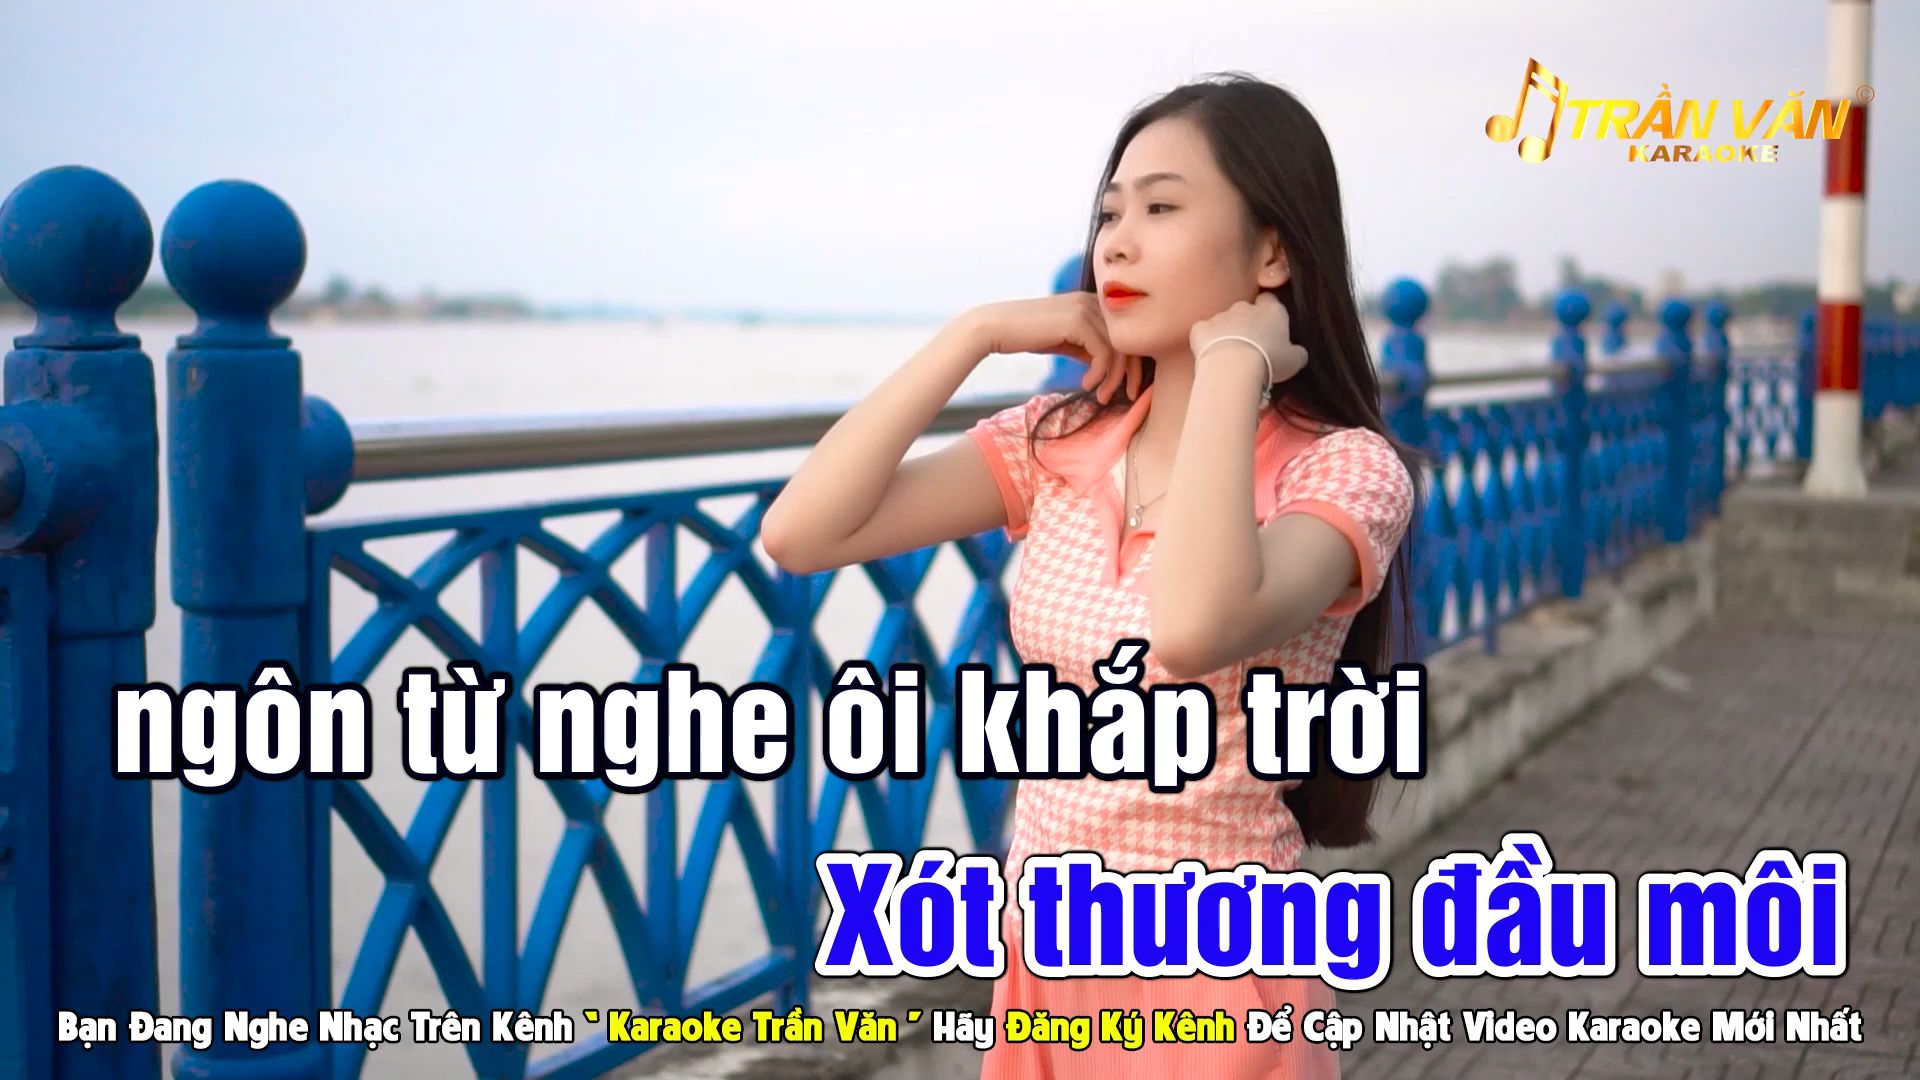 TRẦN VĂN ©
KARAOKE
ngôn từ nghe ôi khắp trời
Xót thương đầu môi
Bạn Đang Nghe Nhạc Trên Kênh ‵ Karaoke Trần Văn ′ Hãy Đăng Ký Kênh Để Cập Nhật Video Karaoke Mới Nhất